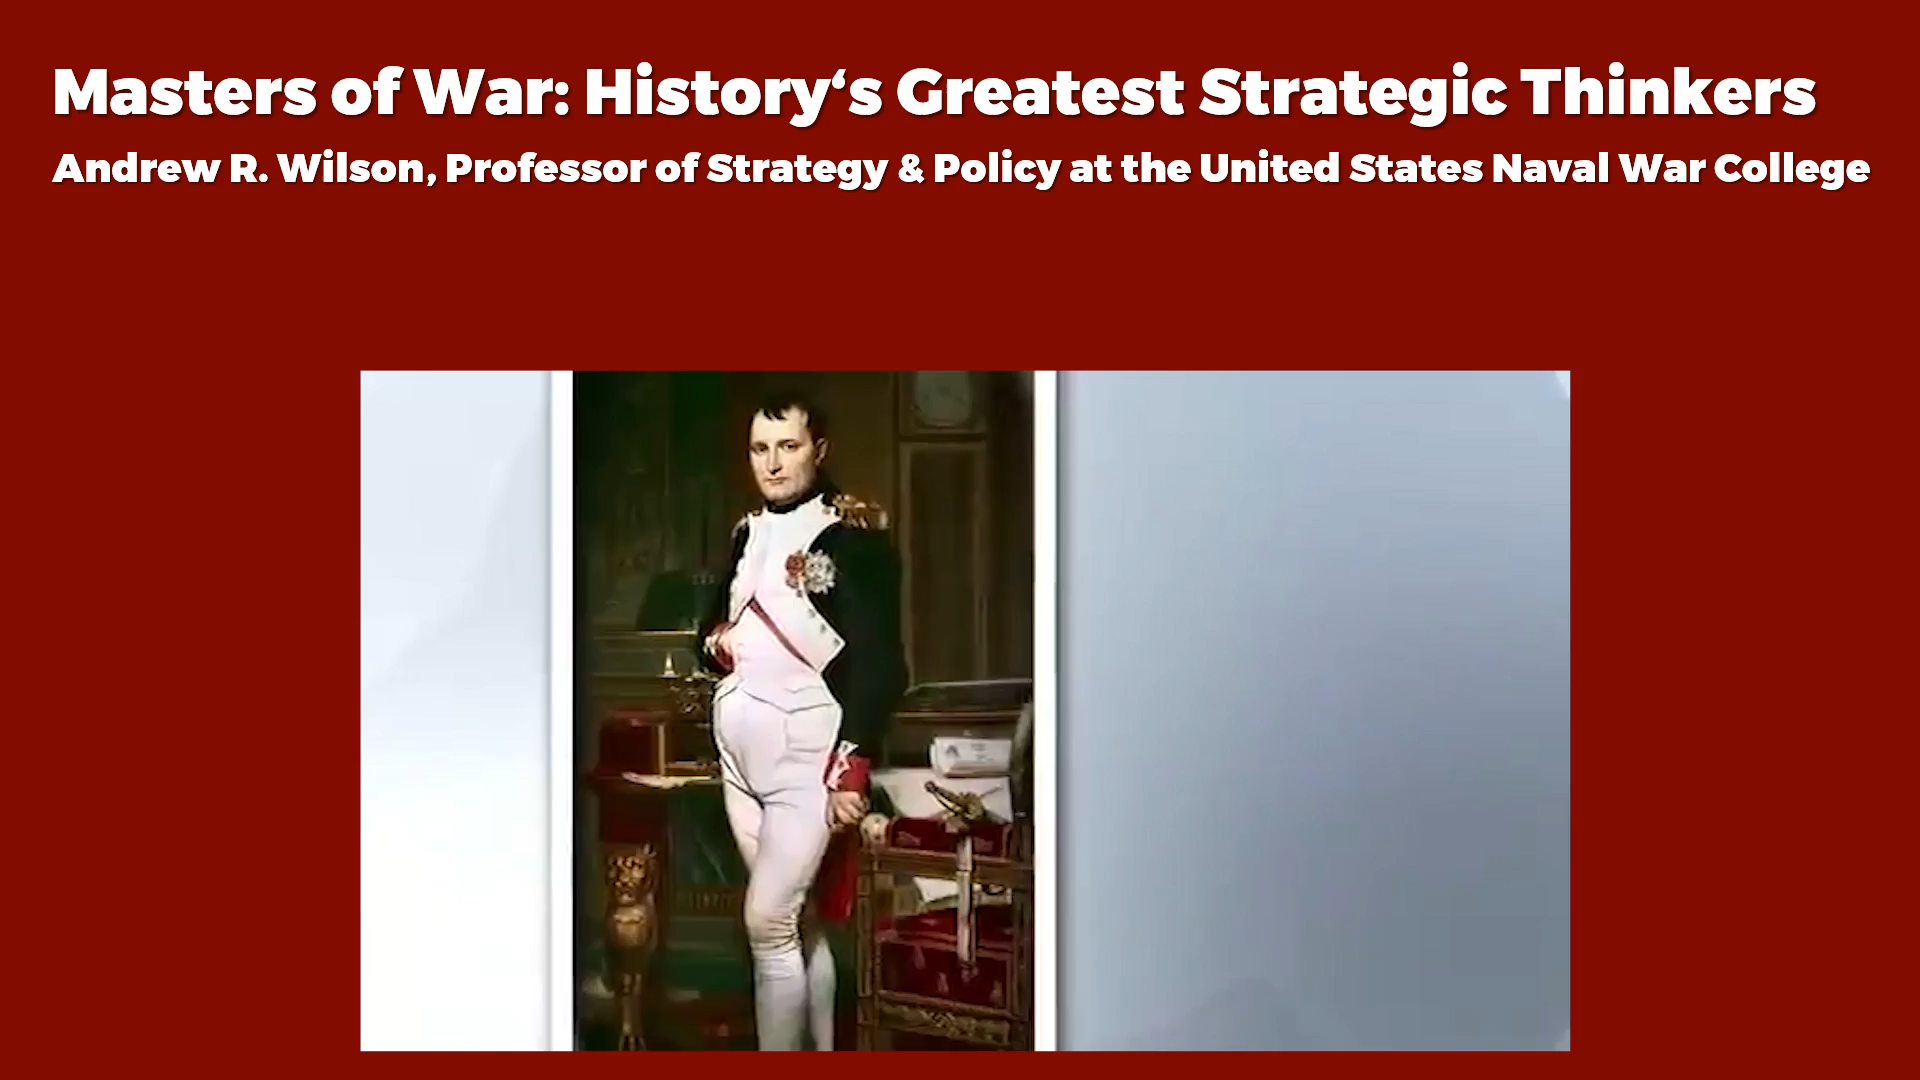 Masters of War: History‘s Greatest Strategic Thinkers
Andrew R. Wilson, Professor of Strategy & Policy at the United States Naval War College